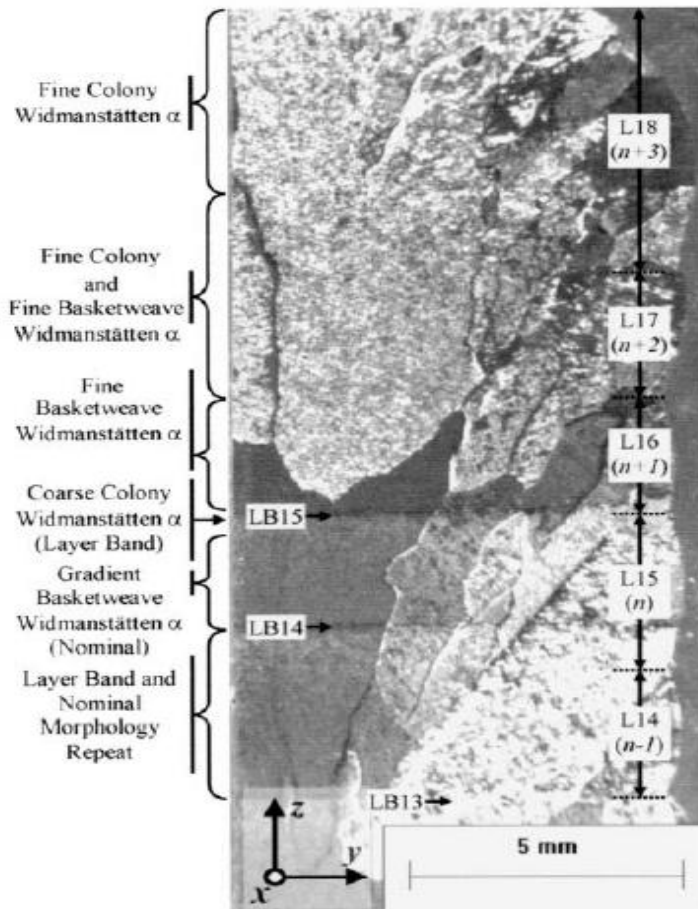 Fine Colony
Widmanstätten α
Fine Colony
and
Fine Basketweave
Widmanstätten α
Fine
Basketweave
Widmanstätten α
Coarse Colony
Widmanstätten α
(Layer Band)
Gradient
Basketweave
Widmanstätten α
(Nominal)
Layer Band and
Nominal
Morphology
Repeat
LB15
LB14
LB13
L18
(n+3)
L17
(n+2)
L16
(n+1)
L15
(n)
L14
(n-1)
z
y
x
5 mm